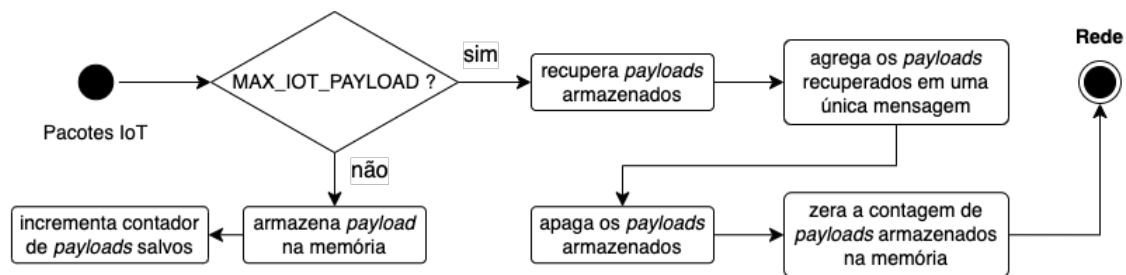 Pacotes IoT
MAX_IOT_PAYLOAD ?
sim
não
armazena payload
na memória
incrementa contador
de payloads salvos
recupera payloads
armazenados
agrega os payloads
recuperados em uma
única mensagem
apaga os payloads
armazenados
zera a contagem de
payloads armazenados
na memória
Rede